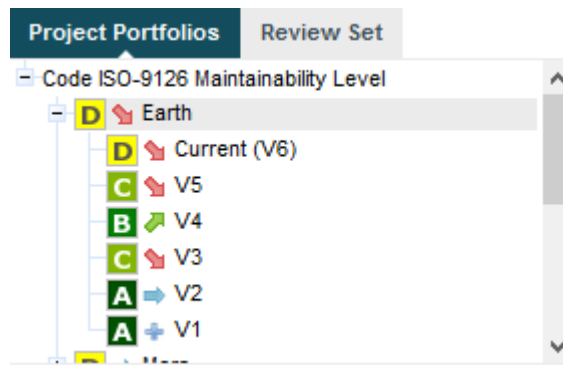 Project Portfolios Review Set
Code ISO-9126 Maintainability Level
D Earth
D Current (V6)
C V5
B V4
C V3
A V2
A V1